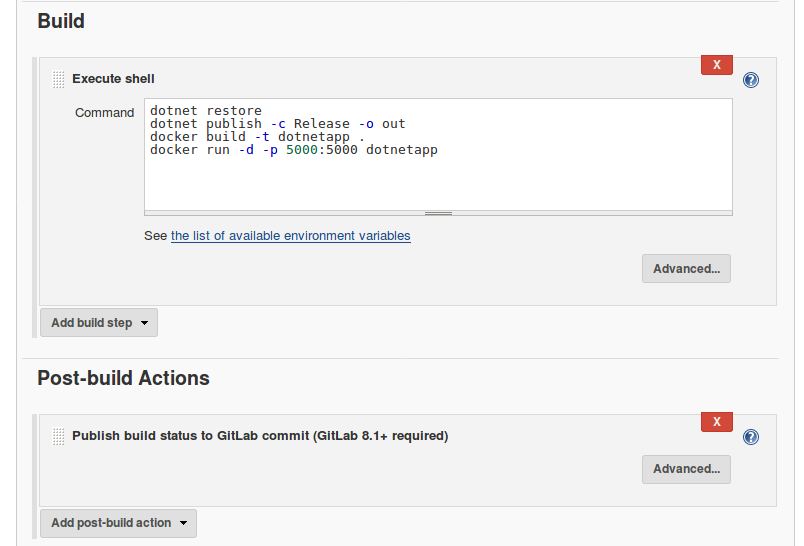 Build
X
Execute shell
?
Command
dotnet restore
dotnet publish -c Release -o out
docker build -t dotnetapp .
docker run -d -p 5000:5000 dotnetapp
See the list of available environment variables
Advanced...
Add build step
Post-build Actions
X
Publish build status to GitLab commit (GitLab 8.1+ required)
?
Advanced...
Add post-build action